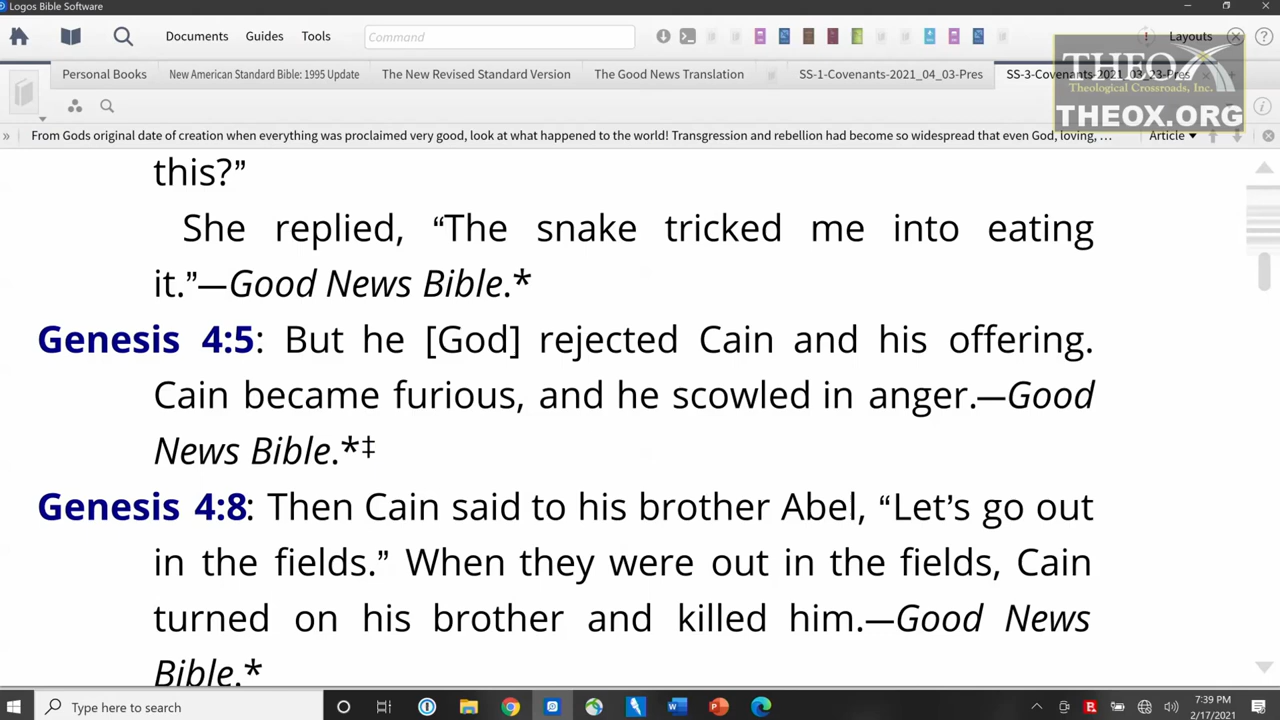 Logos Bible Software
Documents Guides Tools Command Layouts
Personal Books New American Standard Bible: 1995 Update The New Revised Standard Version The Good News Translation SS-1-Covenants-2021_04_03-Pres SS-3-Covenants-2021_03_23-Pres
THEOX
Theological Crossroads, Inc.
THEOX.ORG
From Gods original date of creation when everything was proclaimed very good, look at what happened to the world! Transgression and rebellion had become so widespread that even God, loving, … Article
this?”
She replied, “The snake tricked me into eating
it.”—Good News Bible.*
Genesis 4:5: But he [God] rejected Cain and his offering.
Cain became furious, and he scowled in anger.—Good
News Bible.*‡
Genesis 4:8: Then Cain said to his brother Abel, “Let’s go out
in the fields.” When they were out in the fields, Cain
turned on his brother and killed him.—Good News
Bible.*
Type here to search
7:39 PM
2/17/2021